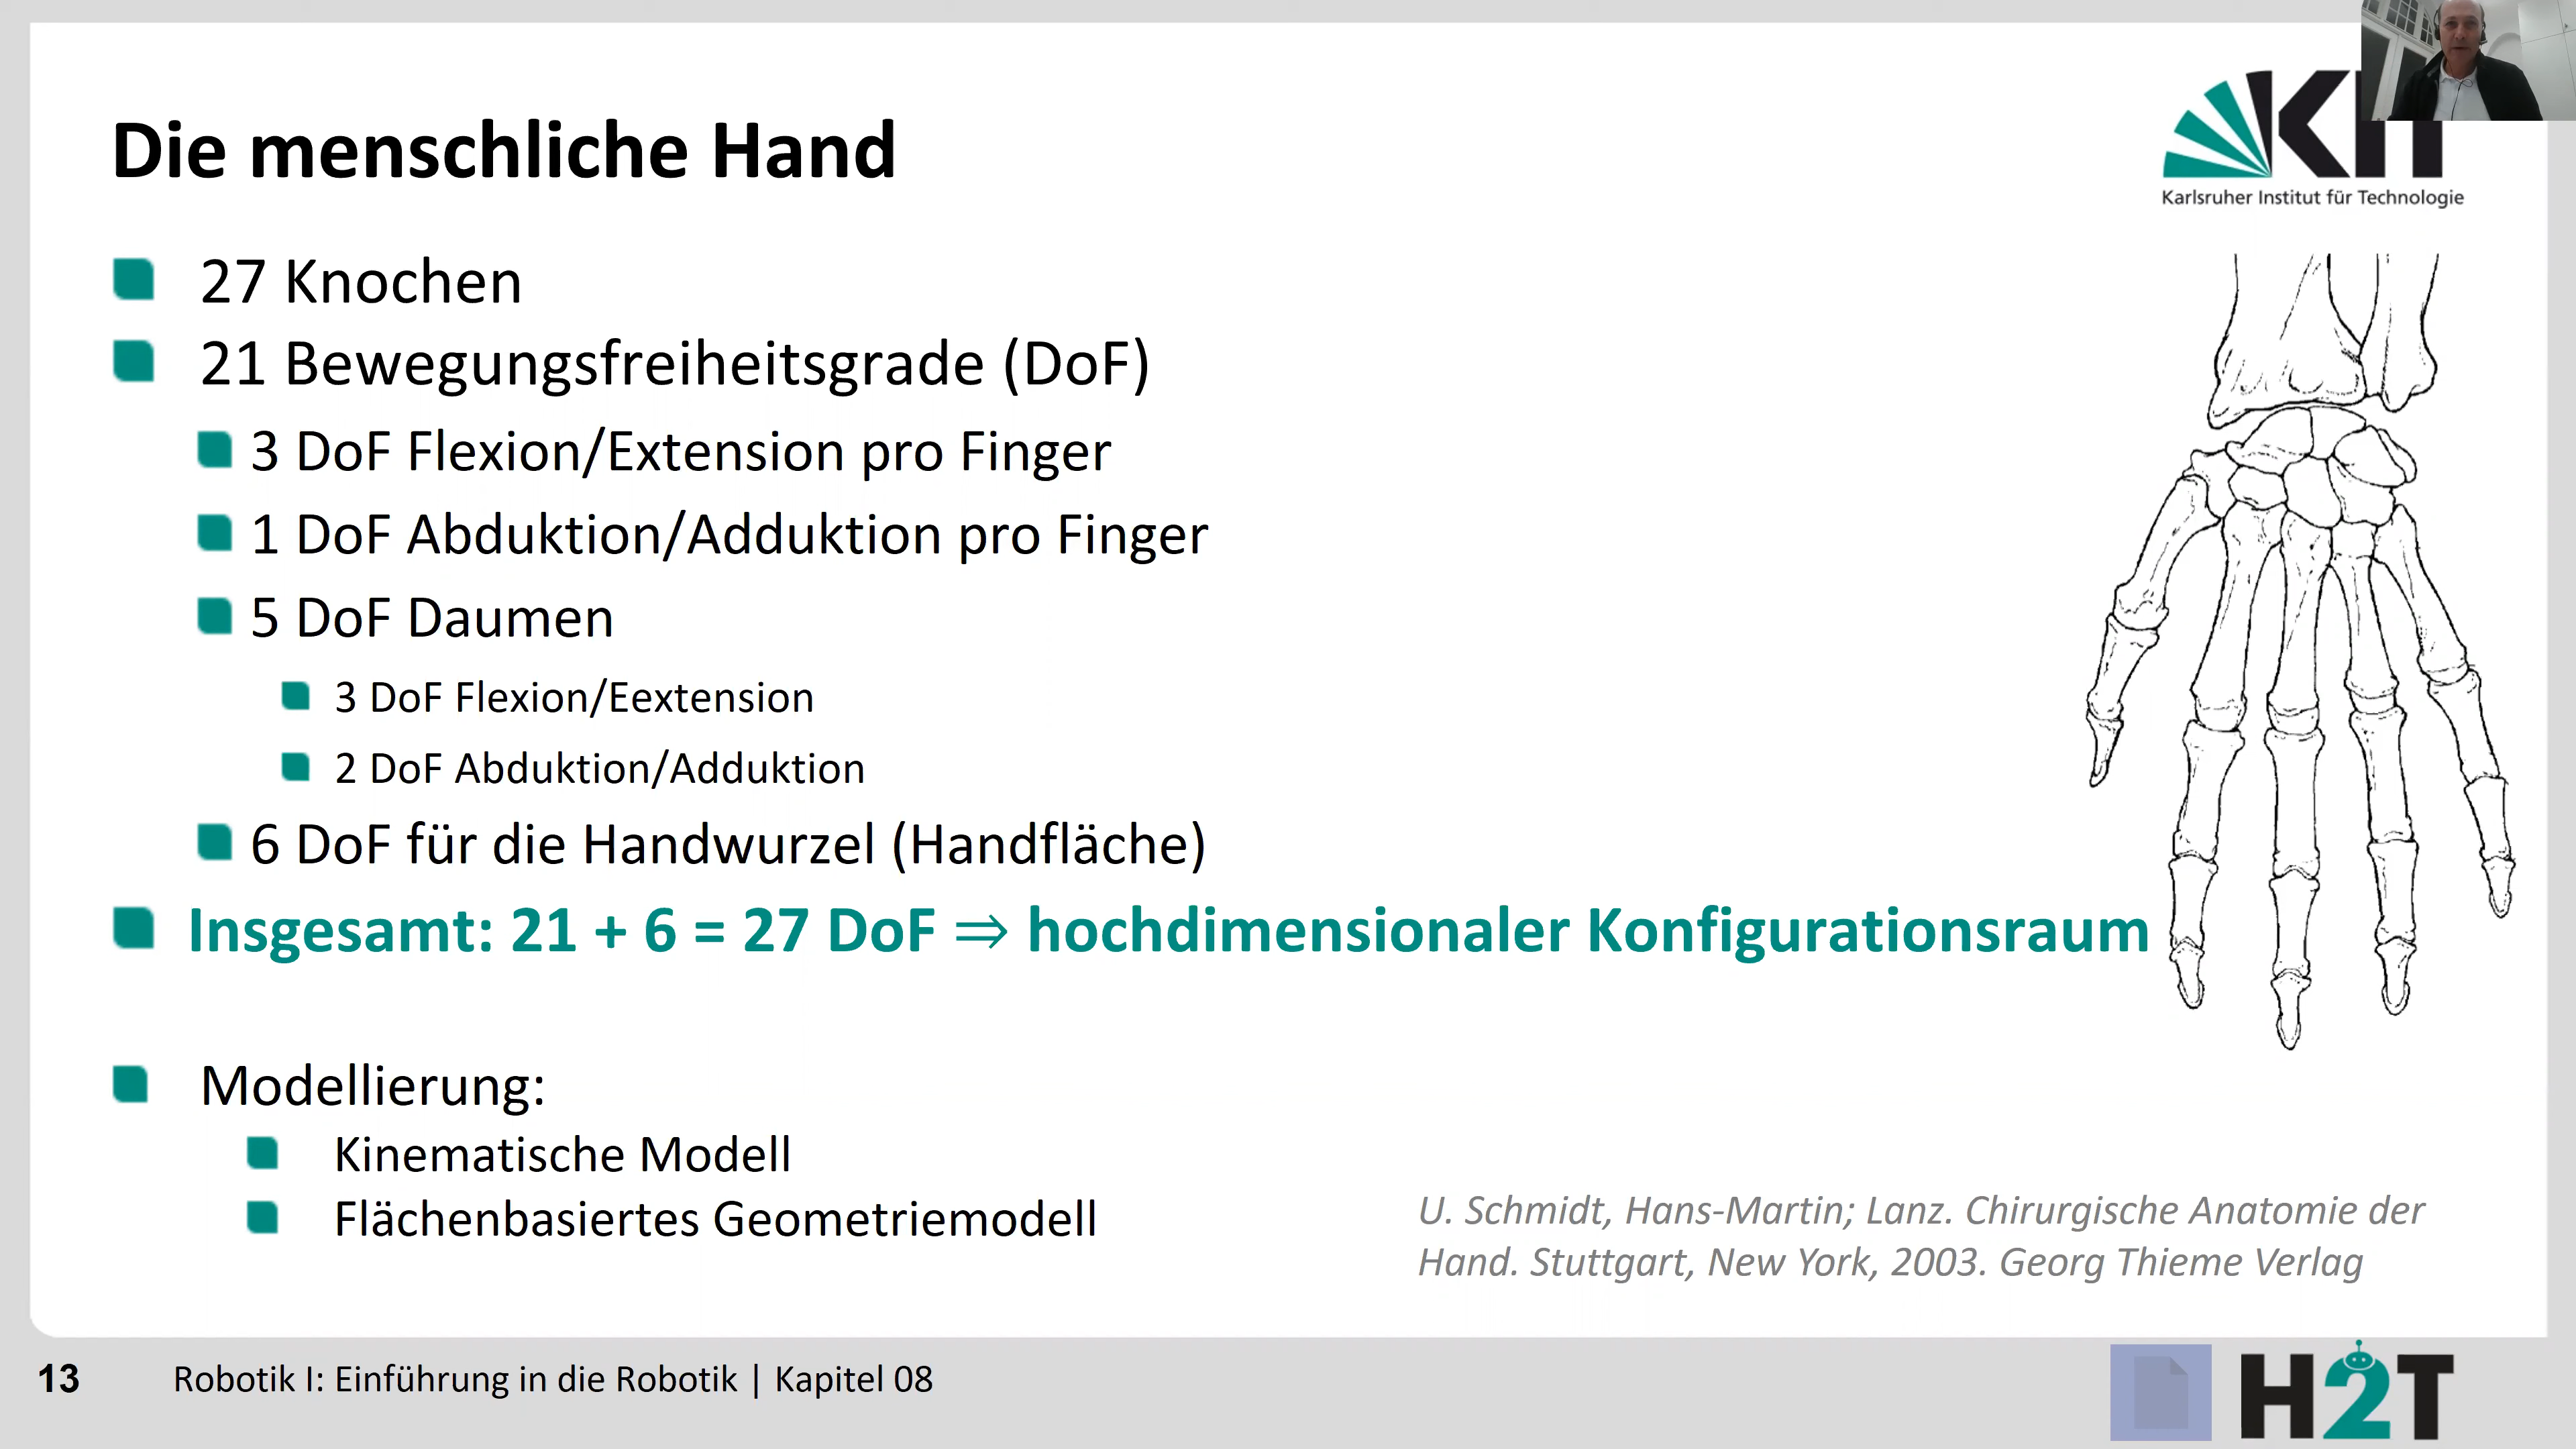 Die menschliche Hand
Karlsruher Institut für Technologie
27 Knochen
21 Bewegungsfreiheitsgrade (DoF)
3 DoF Flexion/Extension pro Finger
1 DoF Abduktion/Adduktion pro Finger
5 DoF Daumen
3 DoF Flexion/Eextension
2 DoF Abduktion/Adduktion
6 DoF für die Handwurzel (Handfläche)
Insgesamt: 21 + 6 = 27 DoF ⇒ hochdimensionaler Konfigurationsraum
Modellierung:
Kinematische Modell
Flächenbasiertes Geometriemodell
U. Schmidt, Hans-Martin; Lanz. Chirurgische Anatomie der
Hand. Stuttgart, New York, 2003. Georg Thieme Verlag
13 Robotik I: Einführung in die Robotik | Kapitel 08
H2T